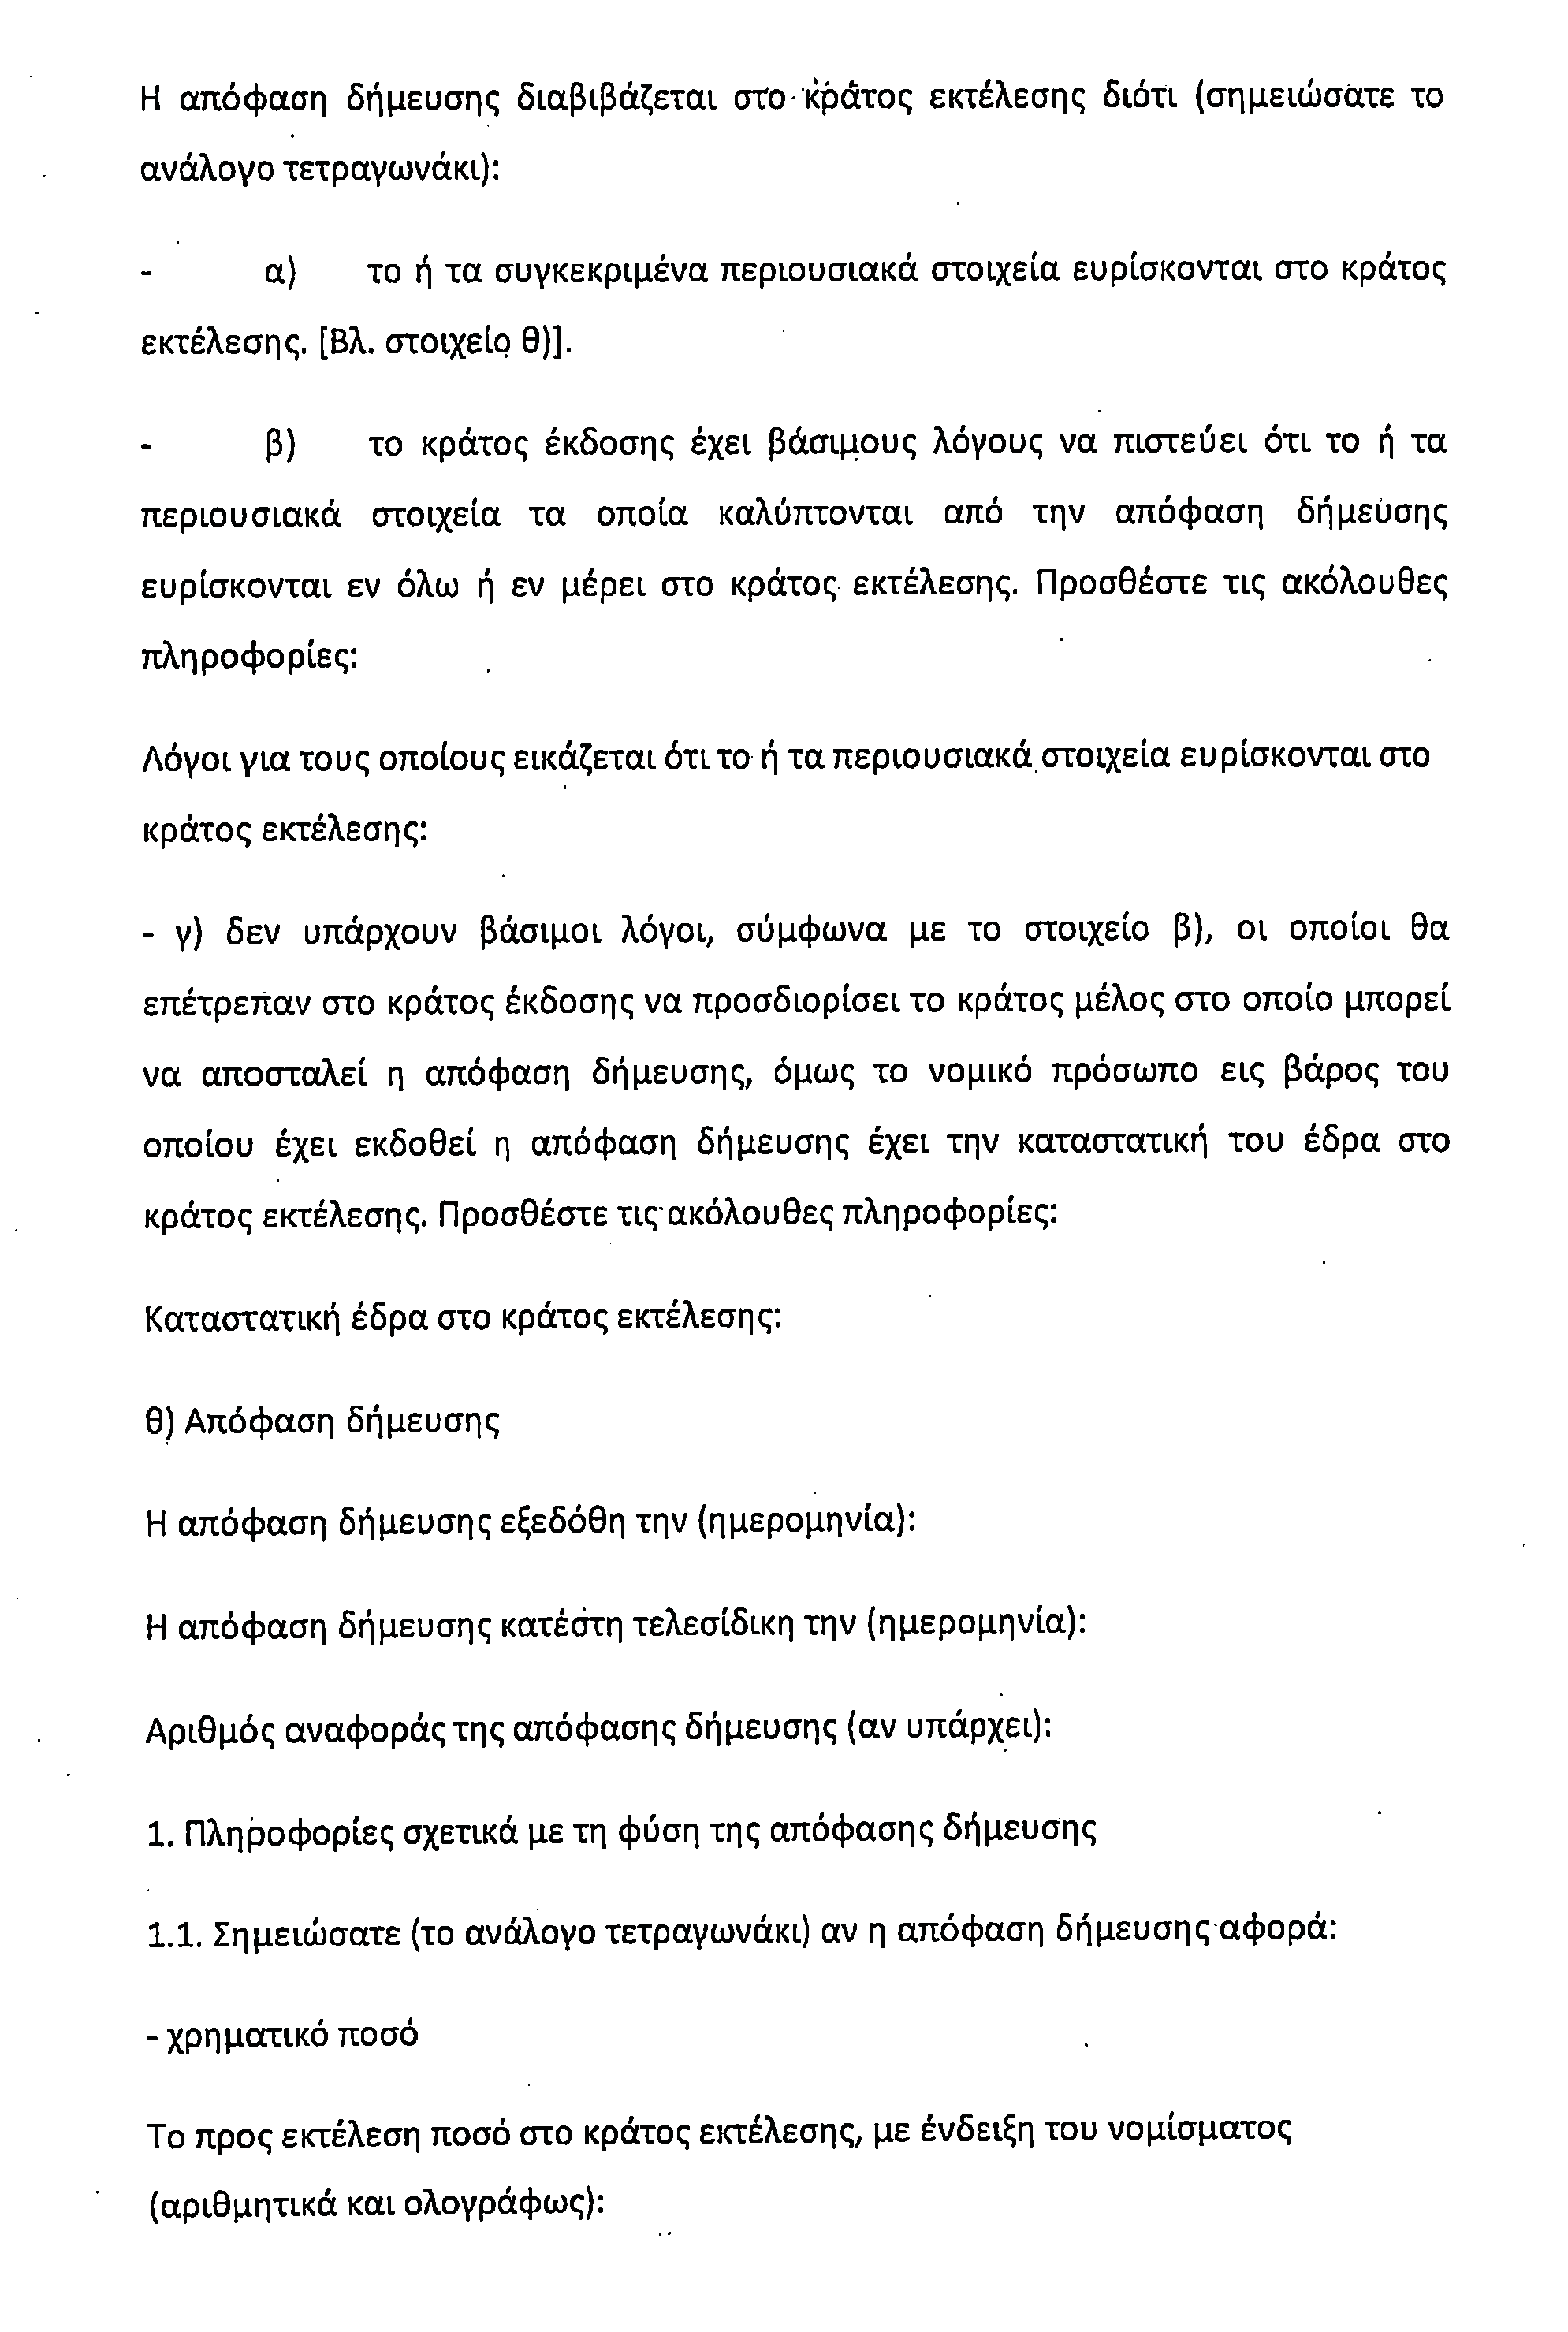 Η απόφαση δήμευσης διαβιβάζεται στο κράτος εκτέλεσης διότι (σημειώσατε το
ανάλογο τετραγωνάκι):
- α) το ή τα συγκεκριμένα περιουσιακά στοιχεία ευρίσκονται στο κράτος
εκτέλεσης. [Βλ. στοιχείο θ)].
- β) το κράτος έκδοσης έχει βάσιμους λόγους να πιστεύει ότι το ή τα
περιουσιακά στοιχεία τα οποία καλύπτονται από την απόφαση δήμευσης
ευρίσκονται εν όλω ή εν μέρει στο κράτος εκτέλεσης. Προσθέστε τις ακόλουθες
πληροφορίες:
Λόγοι για τους οποίους εικάζεται ότι το ή τα περιουσιακά στοιχεία ευρίσκονται στο
κράτος εκτέλεσης:
- γ) δεν υπάρχουν βάσιμοι λόγοι, σύμφωνα με το στοιχείο β), οι οποίοι θα
επέτρεπαν στο κράτος έκδοσης να προσδιορίσει το κράτος μέλος στο οποίο μπορεί
να αποσταλεί η απόφαση δήμευσης, όμως το νομικό πρόσωπο εις βάρος του
οποίου έχει εκδοθεί η απόφαση δήμευσης έχει την καταστατική του έδρα στο
κράτος εκτέλεσης. Προσθέστε τις ακόλουθες πληροφορίες:
Καταστατική έδρα στο κράτος εκτέλεσης:
θ) Απόφαση δήμευσης
Η απόφαση δήμευσης εξεδόθη την (ημερομηνία):
Η απόφαση δήμευσης κατέστη τελεσίδικη την (ημερομηνία):
Αριθμός αναφοράς της απόφασης δήμευσης (αν υπάρχει):
1. Πληροφορίες σχετικά με τη φύση της απόφασης δήμευσης
1.1. Σημειώσατε (το ανάλογο τετραγωνάκι) αν η απόφαση δήμευσης αφορά:
- χρηματικό ποσό
Το προς εκτέλεση ποσό στο κράτος εκτέλεσης, με ένδειξη του νομίσματος
(αριθμητικά και ολογράφως):